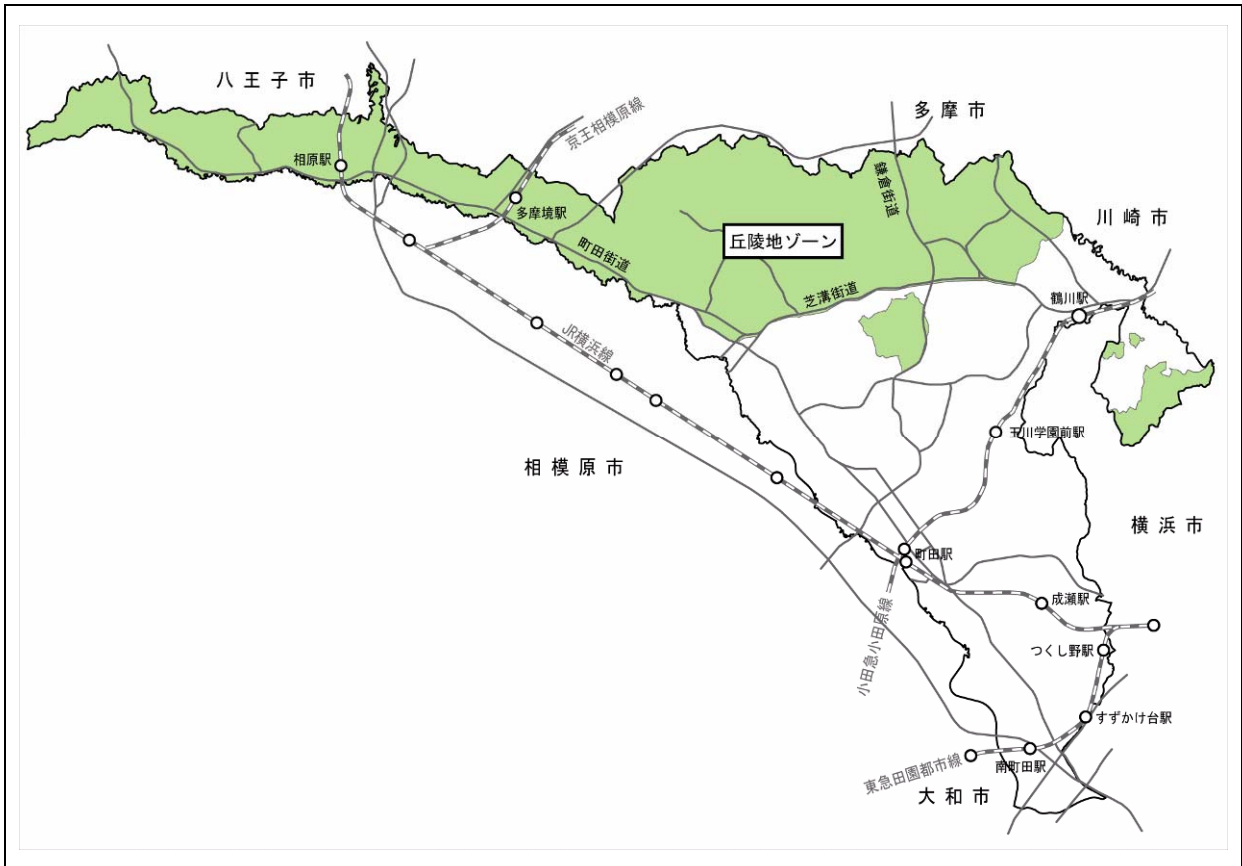 八王子市
多摩市
京王相模原線
相原駅
鎌倉街道
多摩境駅
川崎市
丘陵地ゾーン
町田街道
芝溝街道
鶴川駅
JR横浜線
玉川学園前駅
相模原市
横浜市
町田駅
成瀬駅
小田急小田原線
つくし野駅
すずかけ台駅
東急田園都市線
南町田駅
大和市